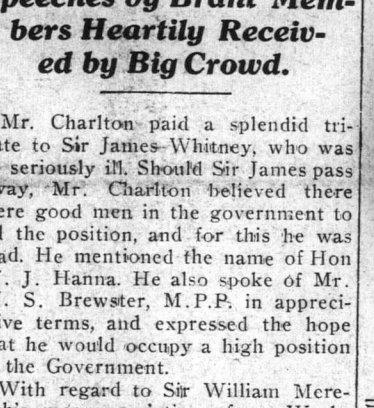 Speeches by Brant Mem-
bers Heartily Receiv-
ed by Big Crowd.
Mr. Charlton paid a splendid tri-
te to Sir James Whitney, who was
seriously ill. Should Sir James pass
way, Mr. Charlton believed there
ere good men in the government to
l the position, and for this he was
ad. He mentioned the name of Hon
. J. Hanna. He also spoke of Mr.
. S. Brewster, M.P.P. in appreci-
ive terms, and expressed the hope
at he would occupy a high position
the Government.
With regard to Sir William Mere-